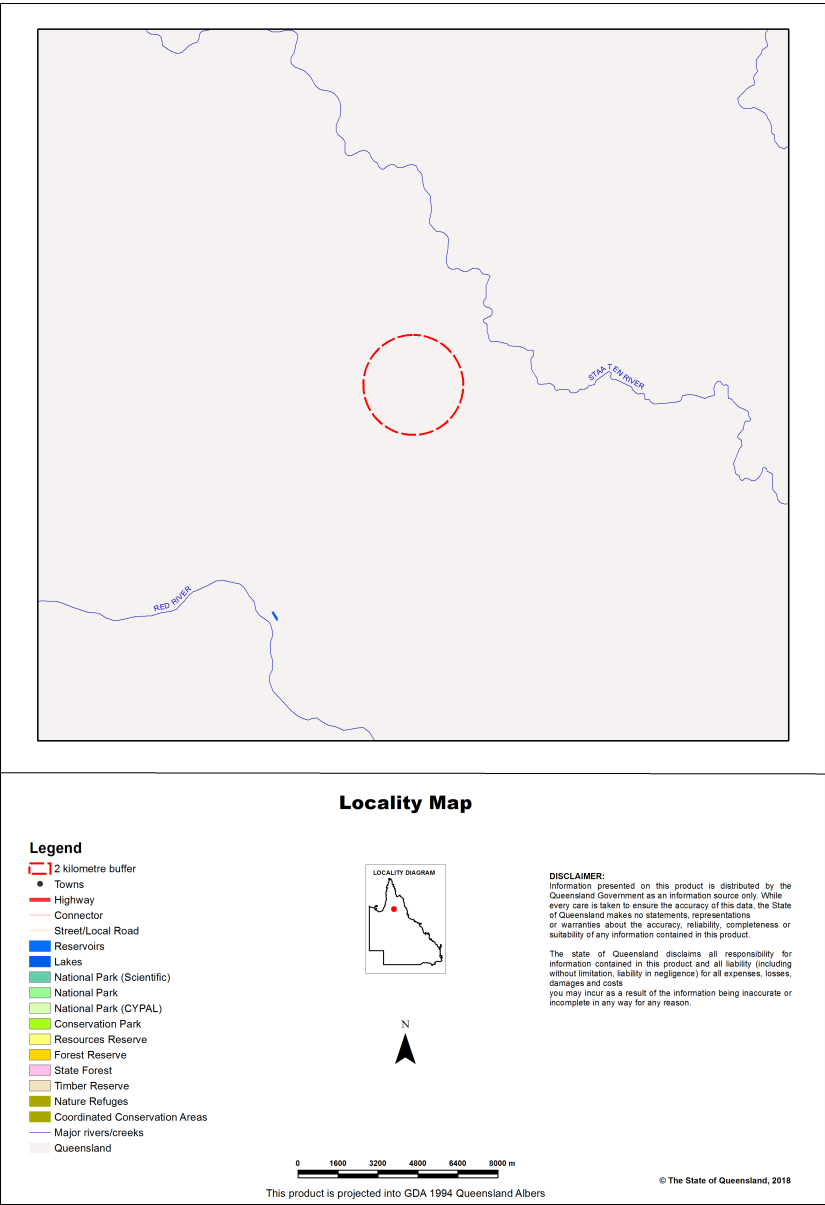 STAATEN RIVER
RED RIVER
Locality Map
Legend
2 kilometre buffer
Towns
Highway
Connector
Street/Local Road
Reservoirs
Lakes
National Park (Scientific)
National Park
National Park (CYPAL)
Conservation Park
Resources Reserve
Forest Reserve
State Forest
Timber Reserve
Nature Refuges
Coordinated Conservation Areas
Major rivers/creeks
Queensland
LOCALITY DIAGRAM
N
0 1600 3200 4800 6400 8000 m
This product is projected into GDA 1994 Queensland Albers
DISCLAIMER:
Information presented on this product is distributed by the
Queensland Government as an information source only. While
every care is taken to ensure the accuracy of this data, the State
of Queensland makes no statements, representations
or warranties about the accuracy, reliability, completeness or
suitability of any information contained in this product.
The state of Queensland disclaims all responsibility for
information contained in this product and all liability (including
without limitation, liability in negligence) for all expenses, losses,
damages and costs
you may incur as a result of the information being inaccurate or
incomplete in any way for any reason.
© The State of Queensland, 2018